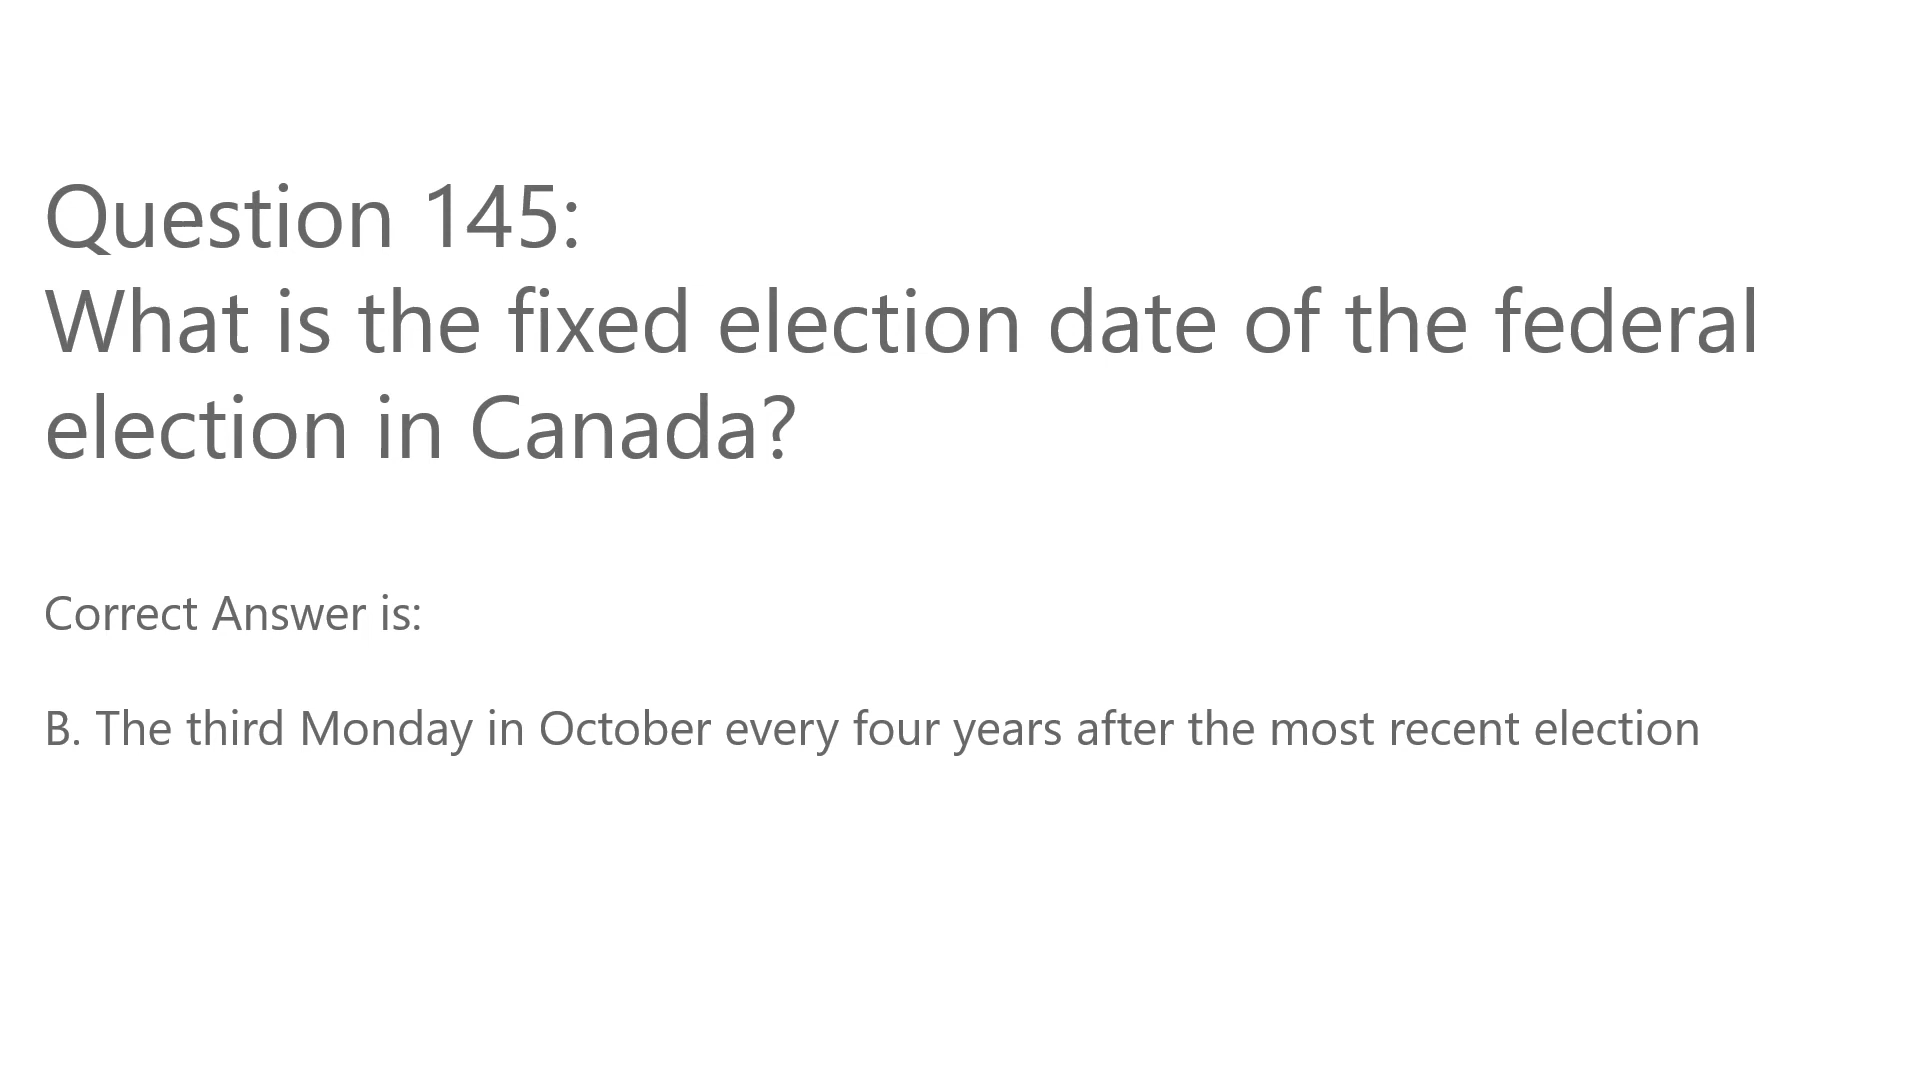 Question 145:
What is the fixed election date of the federal
election in Canada?
Correct Answer is:
B. The third Monday in October every four years after the most recent election